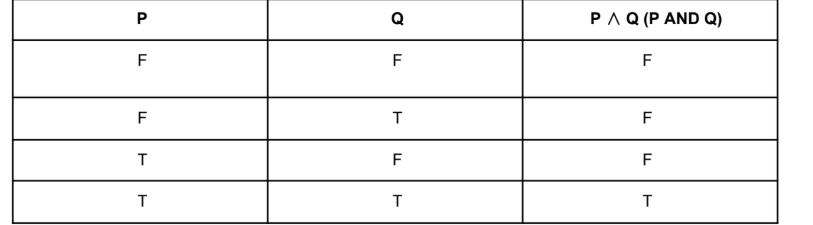 P Q P ∧ Q (P AND Q)
F F F
F T F
T F F
T T T